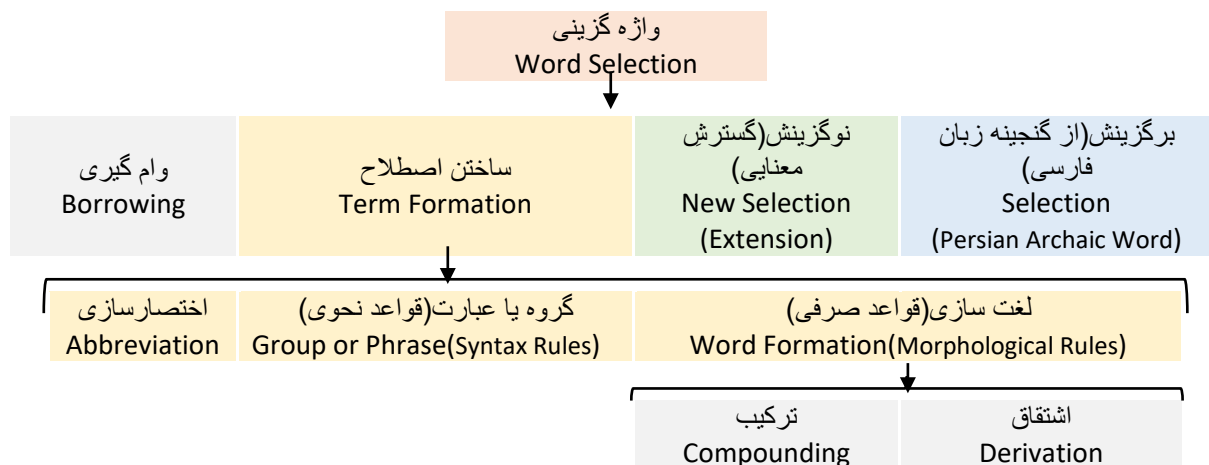 واژه گزینی
Word Selection
برگزینش(از گنجینه زبان
فارسی)
Selection
(Persian Archaic Word)
نوگزینش(گسترشِ
معنایی)
New Selection
(Extension)
ساختن اصطلاح
Term Formation
وام گیری
Borrowing
لغت سازی(قواعد صرفی)
Word Formation(Morphological Rules)
گروه یا عبارت(قواعد نحوی)
Group or Phrase(Syntax Rules)
اختصارسازی
Abbreviation
اشتقاق
Derivation
ترکیب
Compounding